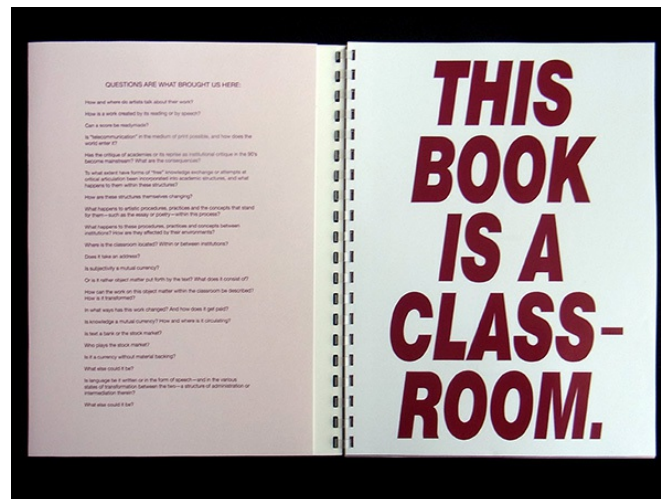 QUESTIONS ARE WHAT BROUGHT US HERE:
How and where do artists talk about their work?
How is a work created by its reading or by speech?
Can a score be readymade?
Is "telecommunication" in the medium of print possible, and how does the
world enter it?
Has the critique of academies or its reprise as institutional critique in the 90's
become mainstream? What are the consequences?
To what extent have forms of "free" knowledge exchange or attempts at
critical articulation been incorporated into academic structures, and what
happens to them within these structures?
How are these structures themselves changing?
What happens to artistic procedures, practices and the concepts that stand
for them—such as the essay or poetry—within this process?
What happens to these procedures, practices and concepts between
institutions? How are they affected by their environments?
Where is the classroom located? Within or between institutions?
Does it take an address?
Is subjectivity a mutual currency?
Or is it rather object matter put forth by the text? What does it consist of?
How can the work on this object matter within the classroom be described?
How is it transformed?
In what ways has this work changed? And how does it get paid?
Is knowledge a mutual currency? How and where is it circulating?
Is text a bank or the stock market?
Who plays the stock market?
Is it a currency without material backing?
What else could it be?
Is language be it written or in the form of speech—and in the various
states of transformation between the two—a structure of administration or
intermediation therein?
What else could it be?
THIS
BOOK
IS A
CLASS–
ROOM.